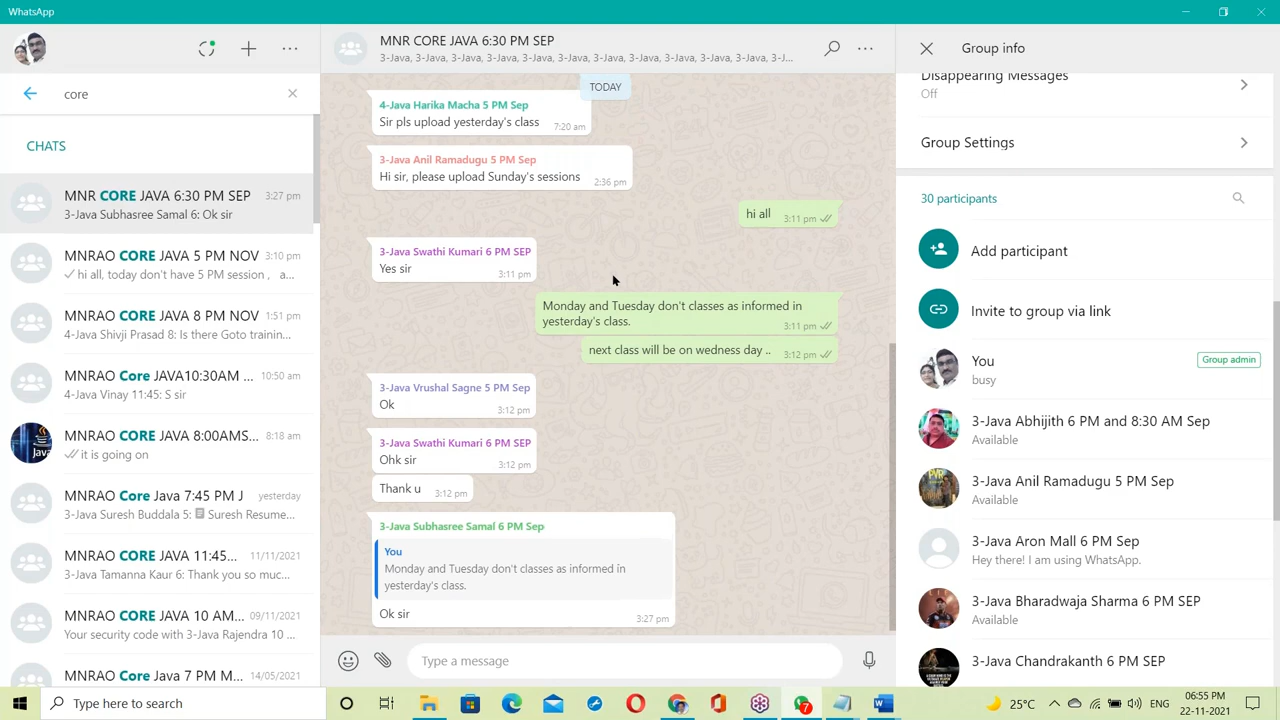 WhatsApp
core
CHATS
MNR CORE JAVA 6:30 PM SEP
3:27 pm
3-Java Subhasree Samal 6: Ok sir
MNRAO CORE JAVA 5 PM NOV
3:10 pm
hi all, today don't have 5 PM session , a...
MNRAO CORE JAVA 8 PM NOV
1:51 pm
4-Java Shivji Prasad 8: Is there Goto trainin...
MNRAO Core JAVA10:30AM ...
10:50 am
4-Java Vinay 11:45: S sir
MNRAO CORE JAVA 8:00AMS...
8:18 am
it is going on
MNRAO Core Java 7:45 PM J
yesterday
3-Java Suresh Buddala 5: Suresh Resume...
MNRAO CORE JAVA 11:45...
11/11/2021
3-Java Tamanna Kaur 6: Thank you so muc...
MNRAO CORE JAVA 10 AM...
09/11/2021
Your security code with 3-Java Rajendra 10 ...
MNRAO Core Java 7 PM M...
14/05/2021
MNR CORE JAVA 6:30 PM SEP
3-Java, 3-Java, 3-Java, 3-Java, 3-Java, 3-Java, 3-Java, 3-Java, 3-Java, 3-Java, 3-Java, 3-J...
TODAY
4-Java Harika Macha 5 PM Sep
Sir pls upload yesterday's class
7:20 am
3-Java Anil Ramadugu 5 PM Sep
Hi sir, please upload Sunday's sessions
2:36 pm
hi all
3:11 pm
3-Java Swathi Kumari 6 PM SEP
Yes sir
3:11 pm
Monday and Tuesday don't classes as informed in
yesterday's class.
3:11 pm
next class will be on wedness day ..
3:12 pm
3-Java Vrushal Sagne 5 PM Sep
Ok
3:12 pm
3-Java Swathi Kumari 6 PM SEP
Ohk sir
3:12 pm
Thank u
3:12 pm
3-Java Subhasree Samal 6 PM Sep
You
Monday and Tuesday don't classes as informed in
yesterday's class.
Ok sir
3:27 pm
Type a message
Group info
Disappearing Messages
Off
Group Settings
30 participants
Add participant
Invite to group via link
You
Group admin
busy
3-Java Abhijith 6 PM and 8:30 AM Sep
Available
3-Java Anil Ramadugu 5 PM Sep
Available
3-Java Aron Mall 6 PM Sep
Hey there! I am using WhatsApp.
3-Java Bharadwaja Sharma 6 PM SEP
Available
3-Java Chandrakanth 6 PM SEP
Type here to search
7
25°C
ENG
06:55 PM
22-11-2021